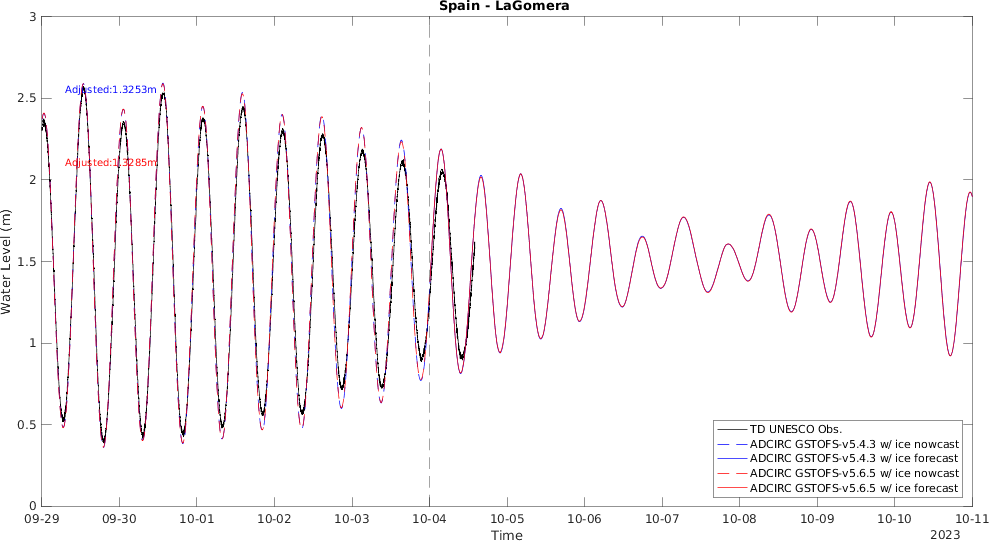 Spain - LaGomera
3
2.5
2
1.5
1
0.5
0
Water Level (m)
Adjusted:1.3253m
Adjusted:1.3285m
TD UNESCO Obs.
ADCIRC GSTOFS-v5.4.3 w/ ice nowcast
ADCIRC GSTOFS-v5.4.3 w/ ice forecast
ADCIRC GSTOFS-v5.6.5 w/ ice nowcast
ADCIRC GSTOFS-v5.6.5 w/ ice forecast
09-29 09-30 10-01 10-02 10-03 10-04 10-05 10-06 10-07 10-08 10-09 10-10 10-11
Time
2023